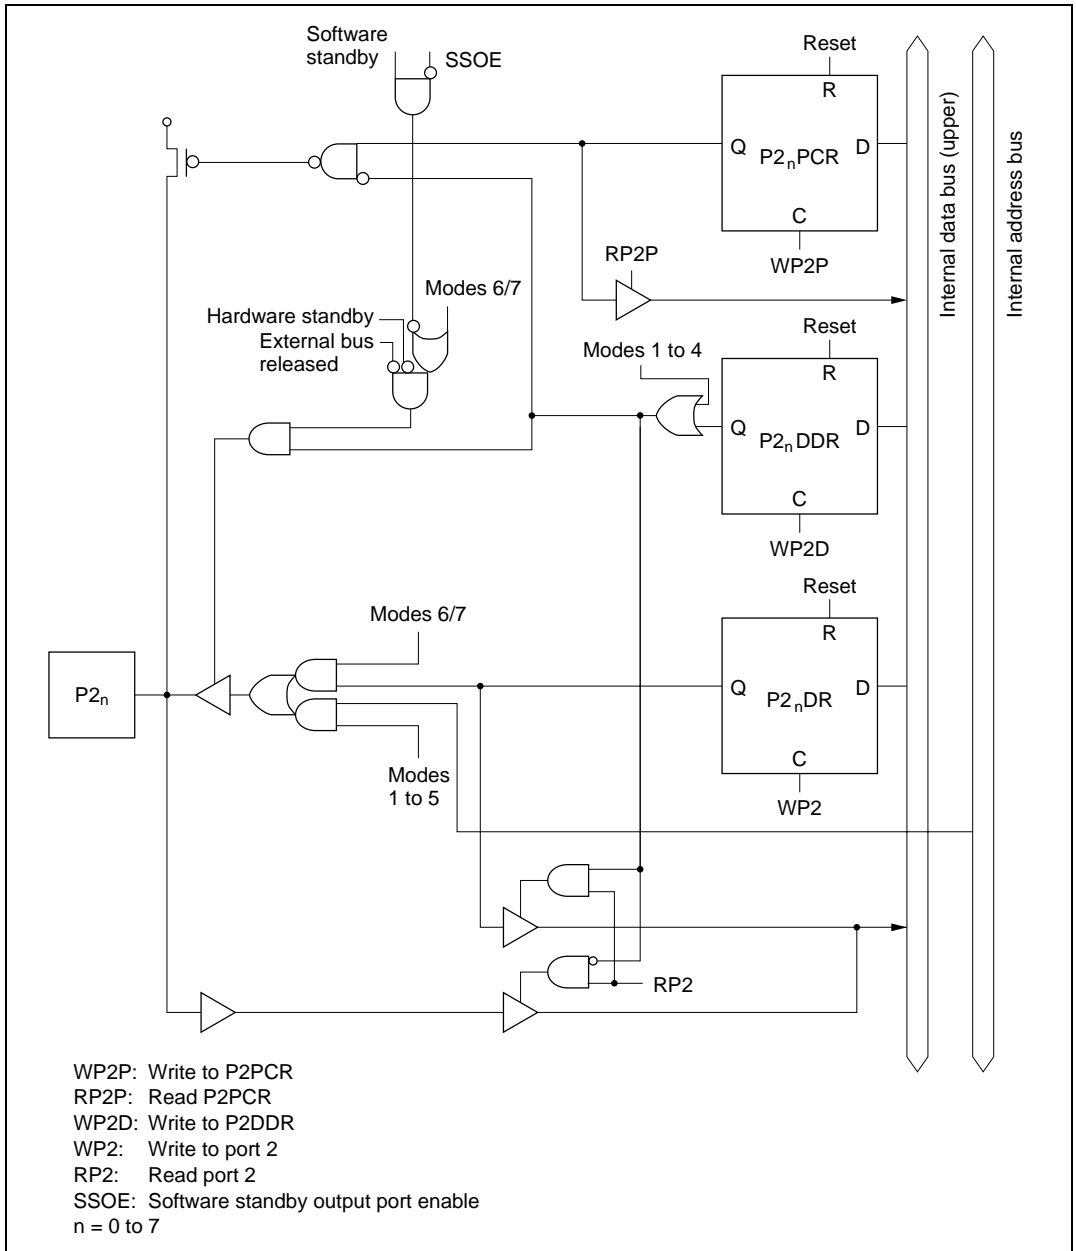 Software
standby
SSOE
Reset
R
Q P2nPCR D
C
WP2P
Internal data bus (upper)
Internal address bus
RP2P
Modes 6/7
Hardware standby
External bus
released
Modes 1 to 4
Reset
R
Q P2nDDR D
C
WP2D
Reset
R
Q P2nDR D
C
WP2
Modes 6/7
P2n
Modes
1 to 5
RP2
WP2P: Write to P2PCR
RP2P: Read P2PCR
WP2D: Write to P2DDR
WP2: Write to port 2
RP2: Read port 2
SSOE: Software standby output port enable
n = 0 to 7